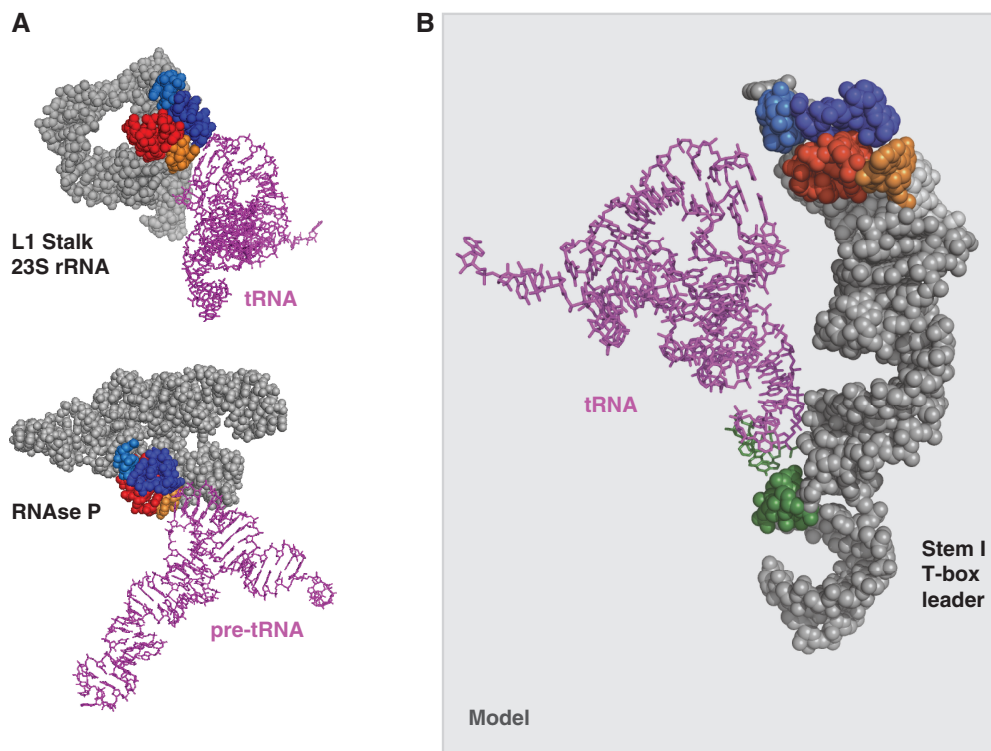 A
L1 Stalk
23S rRNA
tRNA
RNAse P
pre-tRNA
B
tRNA
Stem I
T-box
leader
Model